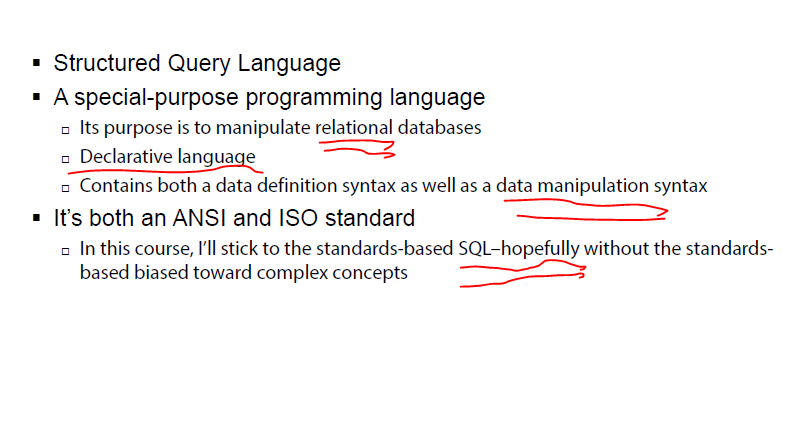 ▪ Structured Query Language
▪ A special-purpose programming language
▫ Its purpose is to manipulate relational databases
▫ Declarative language
▫ Contains both a data definition syntax as well as a data manipulation syntax
▪ It’s both an ANSI and ISO standard
▫ In this course, I’ll stick to the standards-based SQL–hopefully without the standards-
based biased toward complex concepts